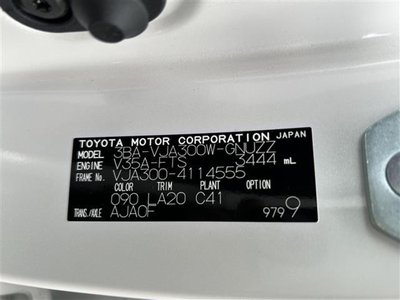 TOYOTA MOTOR CORPORATION JAPAN
MODEL 3BA-VJA300W-GNUZZ
ENGINE V35A-FTS 3444 mL
FRAME No. VJA300-4114555
COLOR TRIM PLANT OPTION
090 LA20 C41
TRANS./AXLE AJA0F 979 9